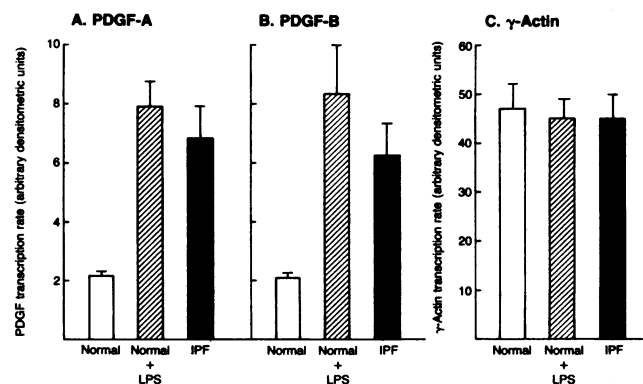 A. PDGF-A
B. PDGF-B
C. γ-Actin
PDGF transcription rate (arbitrary densitometric units)
10
8
6
4
2
Normal
Normal
+
LPS
IPF
Normal
Normal
+
LPS
IPF
γ-Actin transcription rate (arbitrary densitometric units)
60
50
40
30
20
10
Normal
Normal
+
LPS
IPF